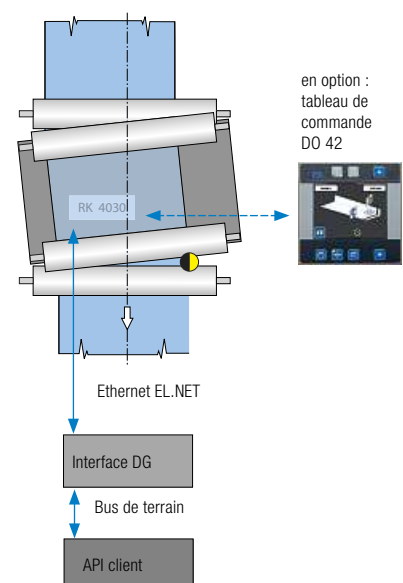 en option :
tableau de
commande
DO 42
RK 4030
Ethernet EL.NET
Interface DG
Bus de terrain
API client